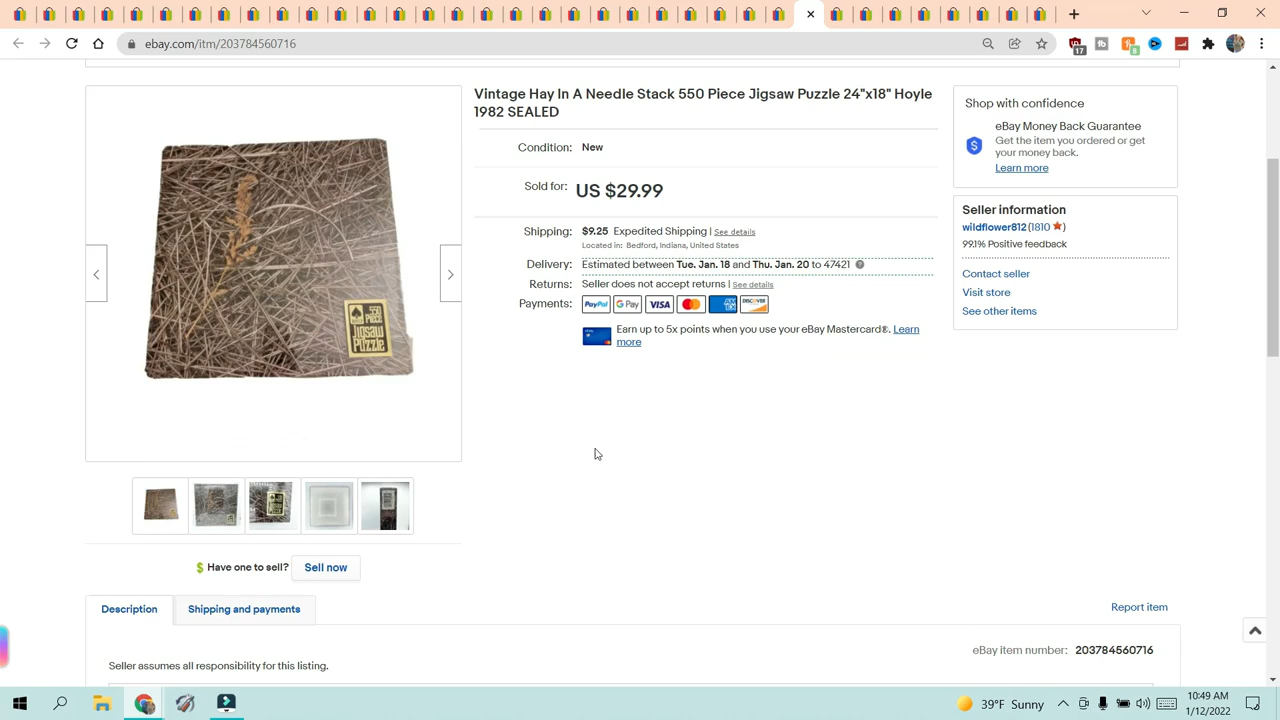 ebay.com/itm/203784560716
17
8
Vintage Hay In A Needle Stack 550 Piece Jigsaw Puzzle 24"x18" Hoyle
1982 SEALED
Condition: New
Sold for: US $29.99
Shipping: $9.25 Expedited Shipping | See details
Located in: Bedford, Indiana, United States
Delivery: Estimated between Tue. Jan. 18 and Thu. Jan. 20 to 47421
Returns: Seller does not accept returns | See details
Payments: PayPal G Pay VISA DISCOVER
Earn up to 5x points when you use your eBay Mastercard®. Learn
more
Shop with confidence
eBay Money Back Guarantee
Get the item you ordered or get
your money back.
Learn more
Seller information
wildflower812 (1810 )
99.1% Positive feedback
Contact seller
Visit store
See other items
550
PIECE
JIGSAW
PUZZLE
Have one to sell? Sell now
Description
Shipping and payments
Report item
eBay item number: 203784560716
Seller assumes all responsibility for this listing.
39°F Sunny
10:49 AM
1/12/2022